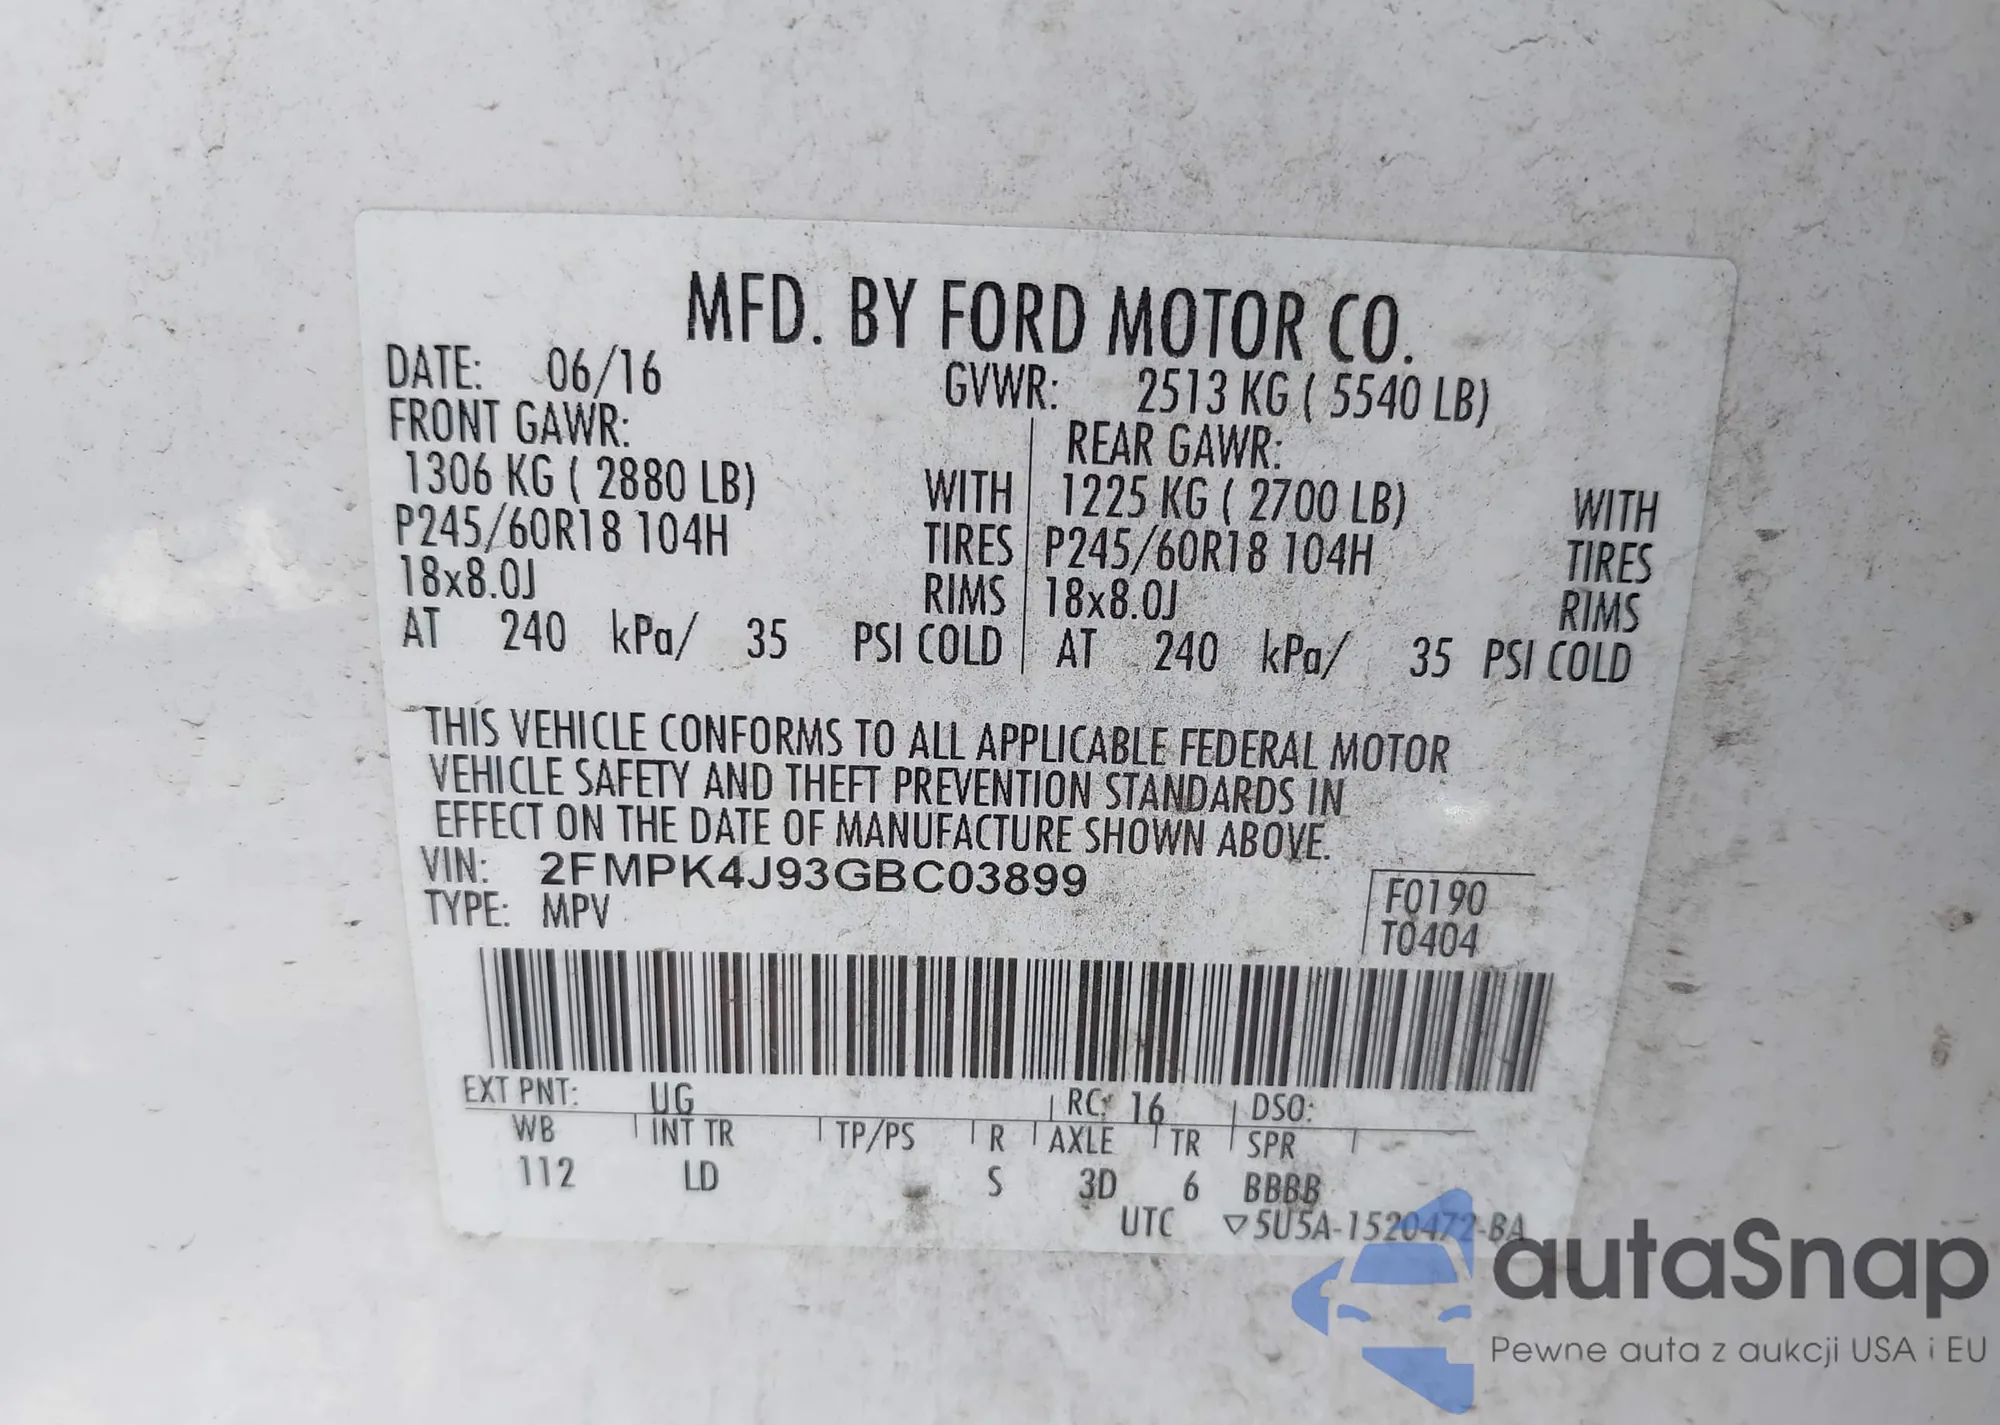 MFD. BY FORD MOTOR CO.
DATE: 06/16 GVWR: 2513 KG ( 5540 LB)
FRONT GAWR: REAR GAWR:
1306 KG ( 2880 LB) WITH 1225 KG ( 2700 LB) WITH
P245/60R18 104H TIRES P245/60R18 104H TIRES
18x8.0J RIMS 18x8.0J RIMS
AT 240 kPa/ 35 PSI COLD AT 240 kPa/ 35 PSI COLD
THIS VEHICLE CONFORMS TO ALL APPLICABLE FEDERAL MOTOR
VEHICLE SAFETY AND THEFT PREVENTION STANDARDS IN
EFFECT ON THE DATE OF MANUFACTURE SHOWN ABOVE.
VIN: 2FMPK4J93GBC03899
TYPE: MPV
F0190
T0404
EXT PNT: UG RC: 16 DSO:
WB INT TR TP/PS R AXLE TR SPR
112 LD S 3D 6 BBBB
UTC ▽5U5A-1520472-BA
autaSnap
Pewne auta z aukcji USA i EU